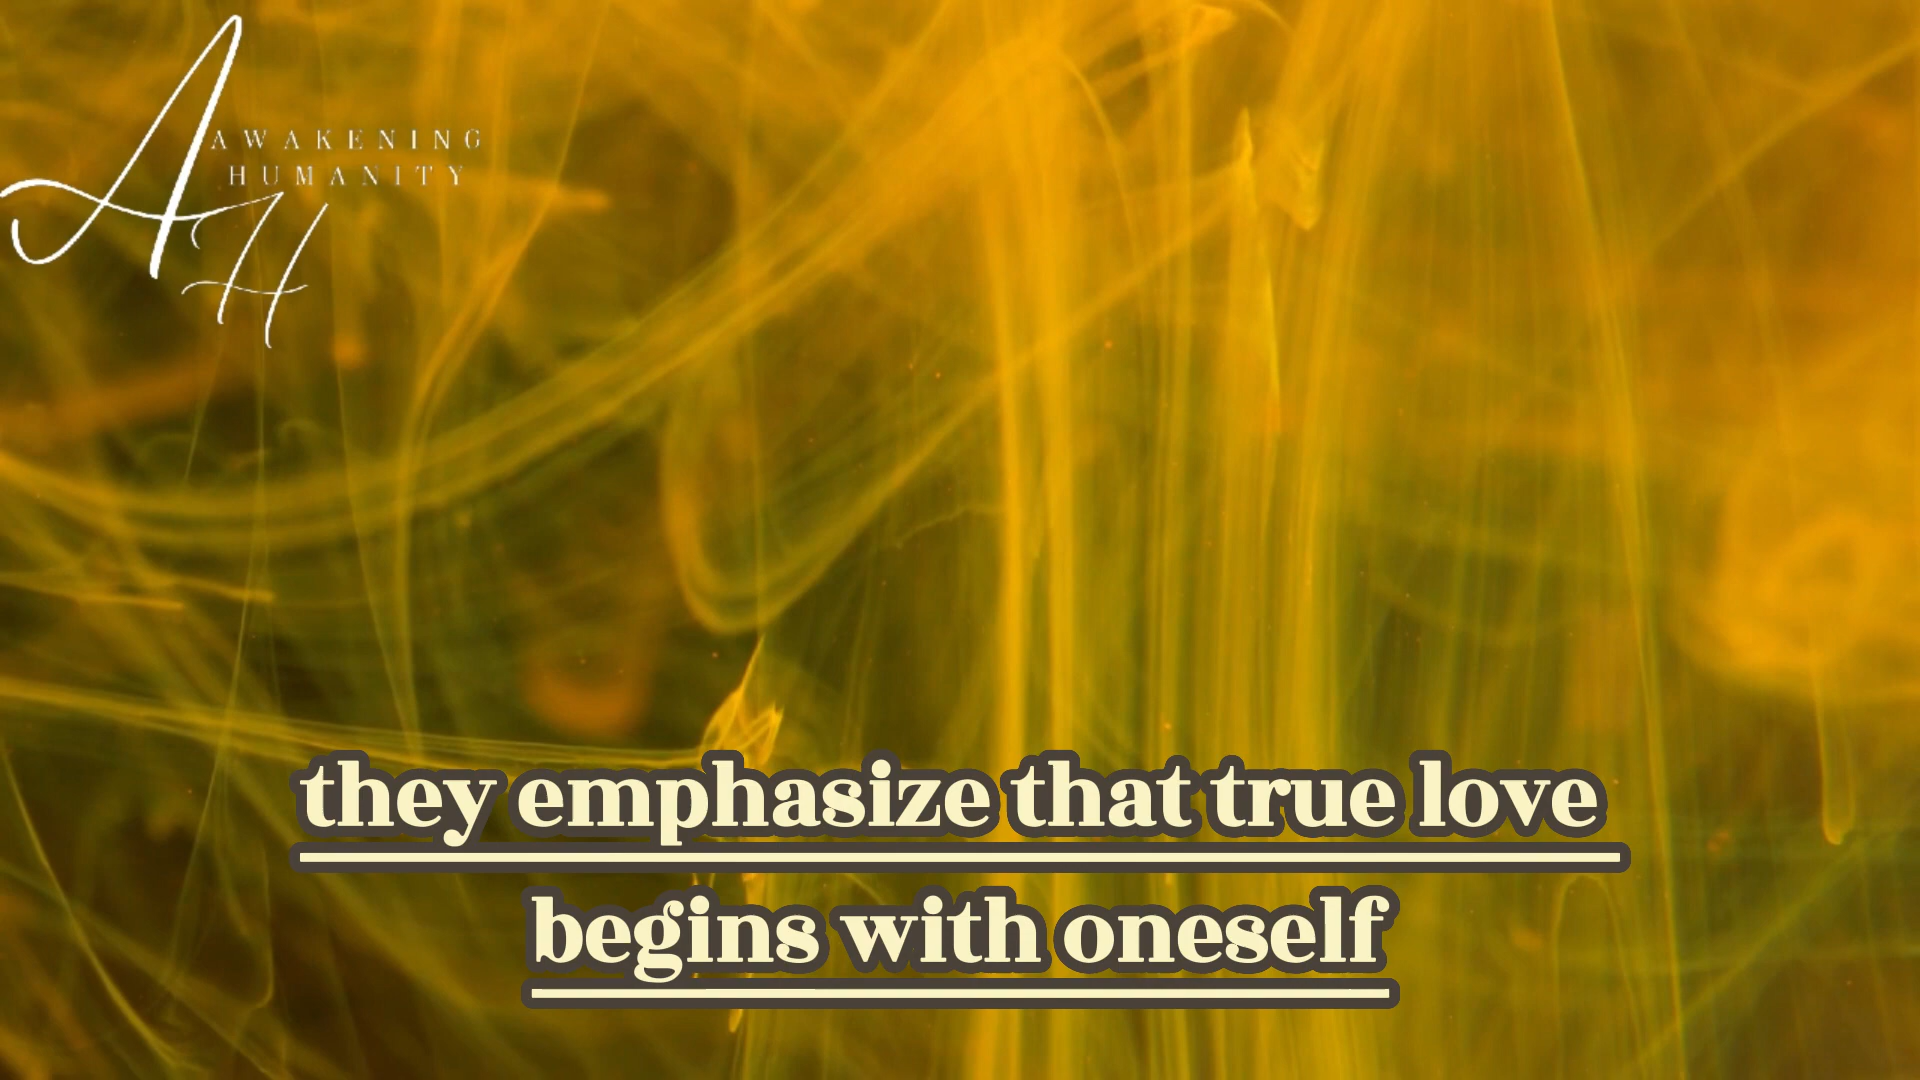 A
AWAKENING
HUMANITY
H
they emphasize that true love
begins with oneself